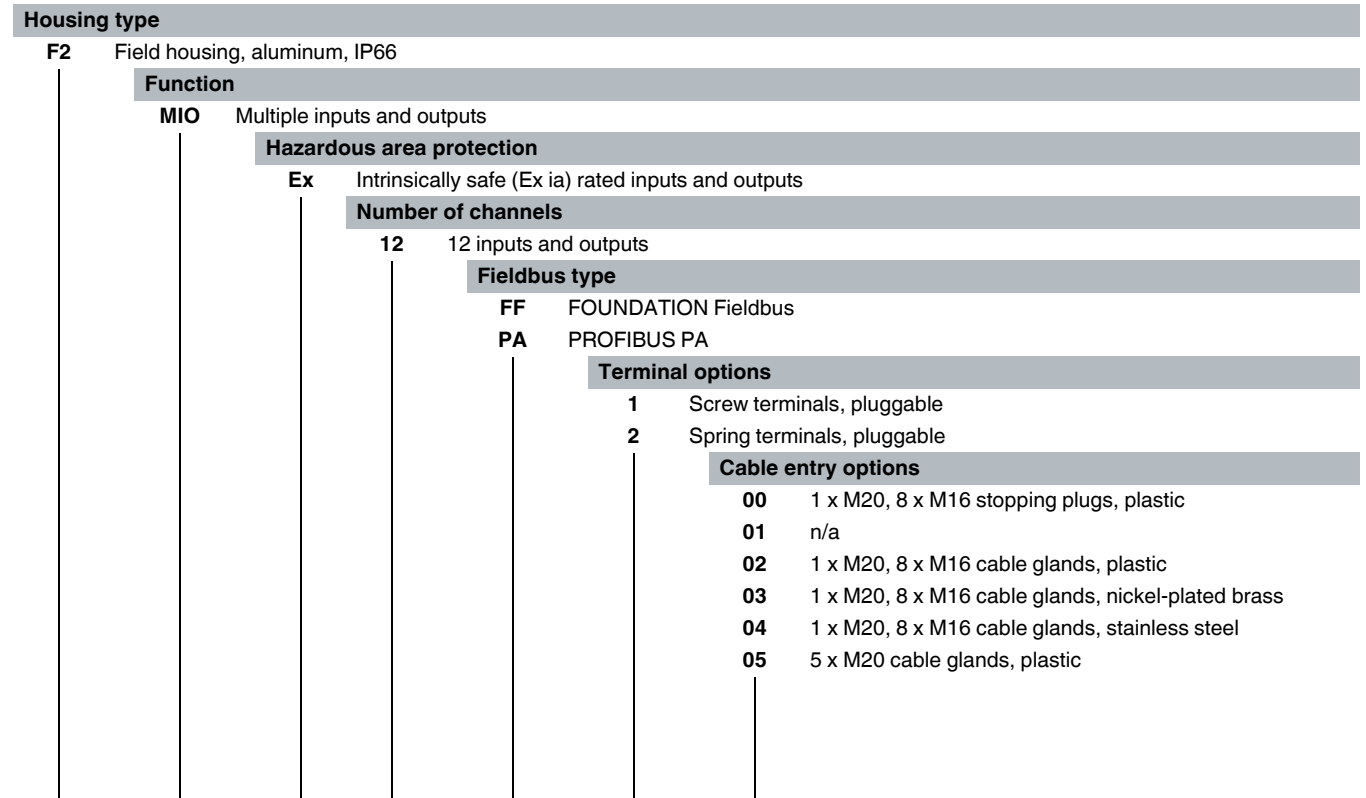 Housing type
F2 Field housing, aluminum, IP66
Function
MIO Multiple inputs and outputs
Hazardous area protection
Ex Intrinsically safe (Ex ia) rated inputs and outputs
Number of channels
12 12 inputs and outputs
Fieldbus type
FF FOUNDATION Fieldbus
PA PROFIBUS PA
Terminal options
1 Screw terminals, pluggable
2 Spring terminals, pluggable
Cable entry options
00 1 x M20, 8 x M16 stopping plugs, plastic
01 n/a
02 1 x M20, 8 x M16 cable glands, plastic
03 1 x M20, 8 x M16 cable glands, nickel-plated brass
04 1 x M20, 8 x M16 cable glands, stainless steel
05 5 x M20 cable glands, plastic